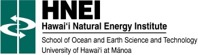 HNEI
Hawai‘i Natural Energy Institute
School of Ocean and Earth Science and Technology
University of Hawai‘i at Mānoa